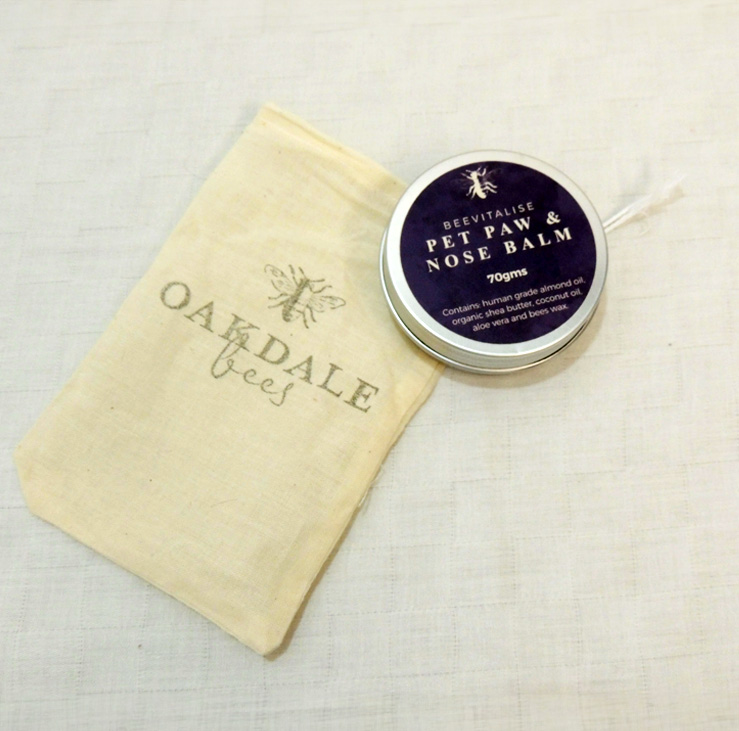 OAKDALE
bees
BEEVITALISE
PET PAW &
NOSE BALM
70gms
Contains: human grade almond oil,
organic shea butter, coconut oil,
aloe vera and bees wax.